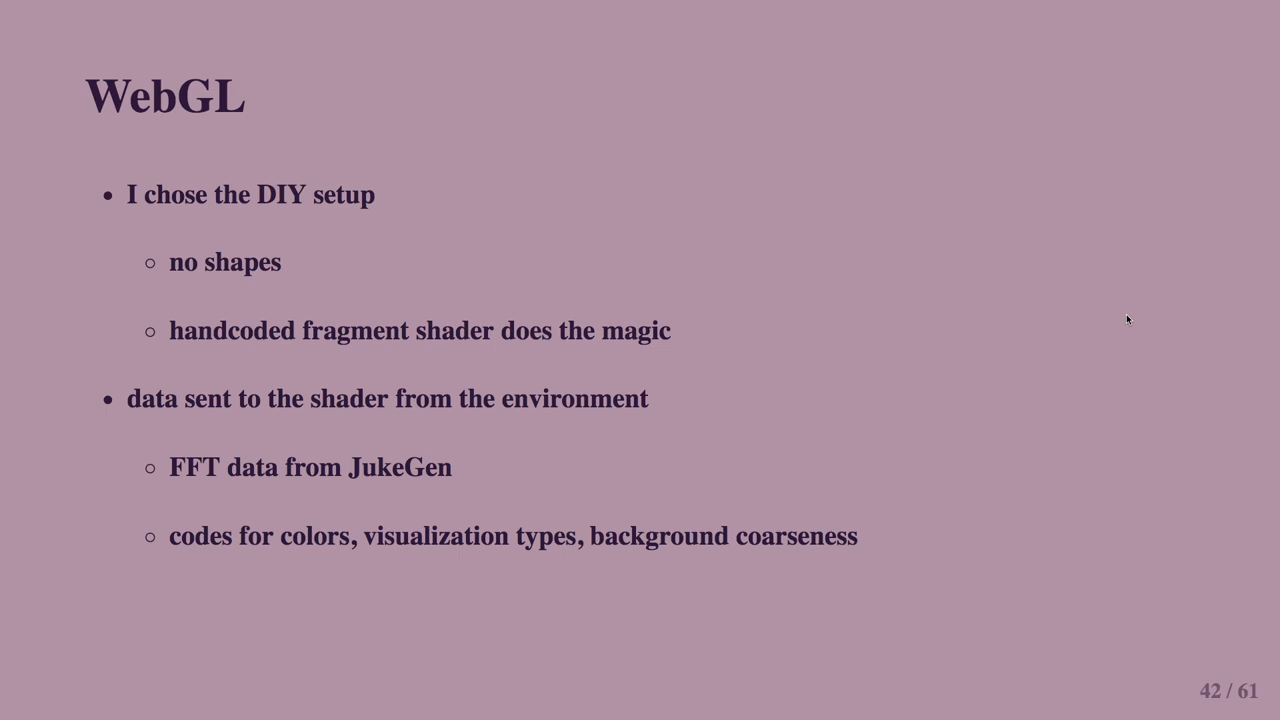 WebGL
I chose the DIY setup
no shapes
handcoded fragment shader does the magic
data sent to the shader from the environment
FFT data from JukeGen
codes for colors, visualization types, background coarseness
42 / 61